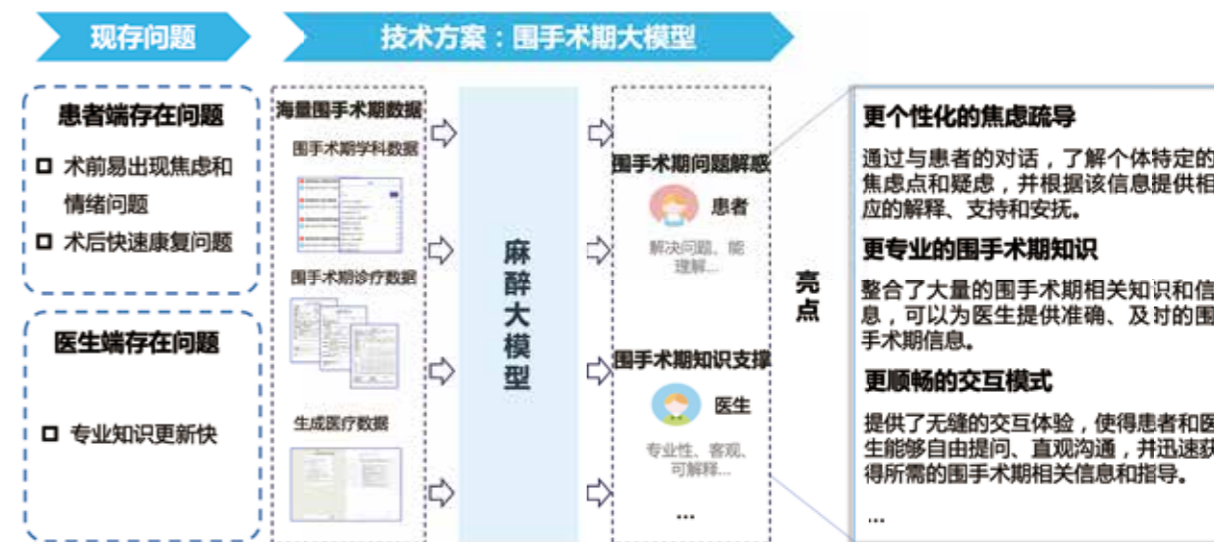 现存问题
技术方案：围手术期大模型
患者端存在问题
术前易出现焦虑和
情绪问题
术后快速康复问题
医生端存在问题
专业知识更新快
海量围手术期数据
围手术期学科数据
围手术期诊疗数据
生成医疗数据
麻醉大模型
围手术期问题解惑
患者
解决问题、能
理解...
围手术期知识支撑
医生
专业性、客观、
可解释...
...
亮点
更个性化的焦虑疏导
通过与患者的对话，了解个体特定的
焦虑点和疑虑，并根据该信息提供相
应的解释、支持和安抚。
更专业的围手术期知识
整合了大量的围手术期相关知识和信
息，可以为医生提供准确、及时的围
手术期信息。
更顺畅的交互模式
提供了无缝的交互体验，使得患者和医
生能够自由提问、直观沟通，并迅速获
得所需的围手术期相关信息和指导。
...